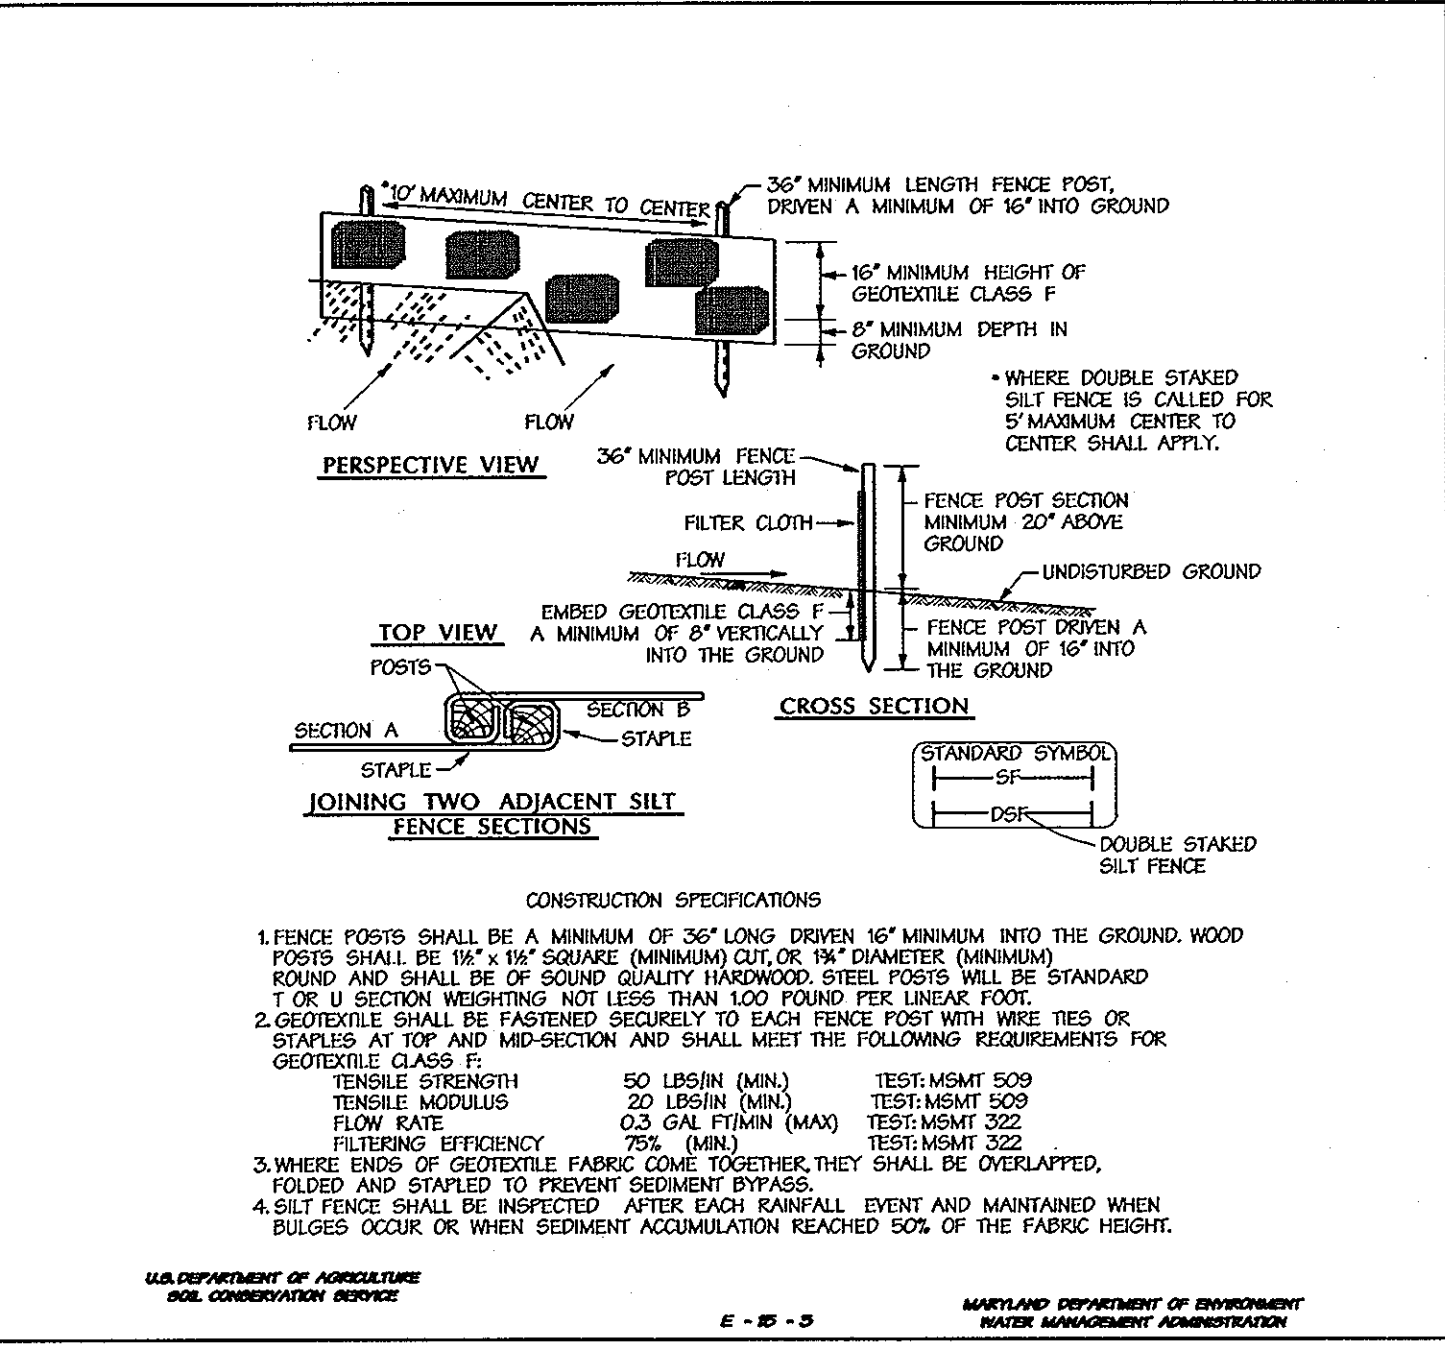 *10' MAXIMUM CENTER TO CENTER
36" MINIMUM LENGTH FENCE POST,
DRIVEN A MINIMUM OF 16" INTO GROUND
16" MINIMUM HEIGHT OF
GEOTEXTILE CLASS F
8" MINIMUM DEPTH IN
GROUND
FLOW
FLOW
PERSPECTIVE VIEW
* WHERE DOUBLE STAKED
SILT FENCE IS CALLED FOR
5' MAXIMUM CENTER TO
CENTER SHALL APPLY.
36" MINIMUM FENCE
POST LENGTH
FILTER CLOTH
FLOW
FENCE POST SECTION
MINIMUM 20" ABOVE
GROUND
UNDISTURBED GROUND
EMBED GEOTEXTILE CLASS F
A MINIMUM OF 8" VERTICALLY
INTO THE GROUND
FENCE POST DRIVEN A
MINIMUM OF 16" INTO
THE GROUND
CROSS SECTION
TOP VIEW
POSTS
SECTION A
SECTION B
STAPLE
STAPLE
JOINING TWO ADJACENT SILT
FENCE SECTIONS
STANDARD SYMBOL
SF
DSF
DOUBLE STAKED
SILT FENCE
CONSTRUCTION SPECIFICATIONS
1. FENCE POSTS SHALL BE A MINIMUM OF 36" LONG DRIVEN 16" MINIMUM INTO THE GROUND. WOOD
POSTS SHALL BE 1½" x 1½" SQUARE (MINIMUM) CUT, OR 1¾" DIAMETER (MINIMUM)
ROUND AND SHALL BE OF SOUND QUALITY HARDWOOD. STEEL POSTS WILL BE STANDARD
T OR U SECTION WEIGHTING NOT LESS THAN 1.00 POUND PER LINEAR FOOT.
2. GEOTEXTILE SHALL BE FASTENED SECURELY TO EACH FENCE POST WITH WIRE TIES OR
STAPLES AT TOP AND MID-SECTION AND SHALL MEET THE FOLLOWING REQUIREMENTS FOR
GEOTEXTILE CLASS F:
TENSILE STRENGTH 50 LBS/IN (MIN.) TEST: MSMT 509
TENSILE MODULUS 20 LBS/IN (MIN.) TEST: MSMT 509
FLOW RATE 0.3 GAL FT/MIN (MAX) TEST: MSMT 322
FILTERING EFFICIENCY 75% (MIN.) TEST: MSMT 322
3. WHERE ENDS OF GEOTEXTILE FABRIC COME TOGETHER, THEY SHALL BE OVERLAPPED,
FOLDED AND STAPLED TO PREVENT SEDIMENT BYPASS.
4. SILT FENCE SHALL BE INSPECTED AFTER EACH RAINFALL EVENT AND MAINTAINED WHEN
BULGES OCCUR OR WHEN SEDIMENT ACCUMULATION REACHED 50% OF THE FABRIC HEIGHT.
U.S. DEPARTMENT OF AGRICULTURE
SOIL CONSERVATION SERVICE
E - 15 - 3
MARYLAND DEPARTMENT OF ENVIRONMENT
WATER MANAGEMENT ADMINISTRATION